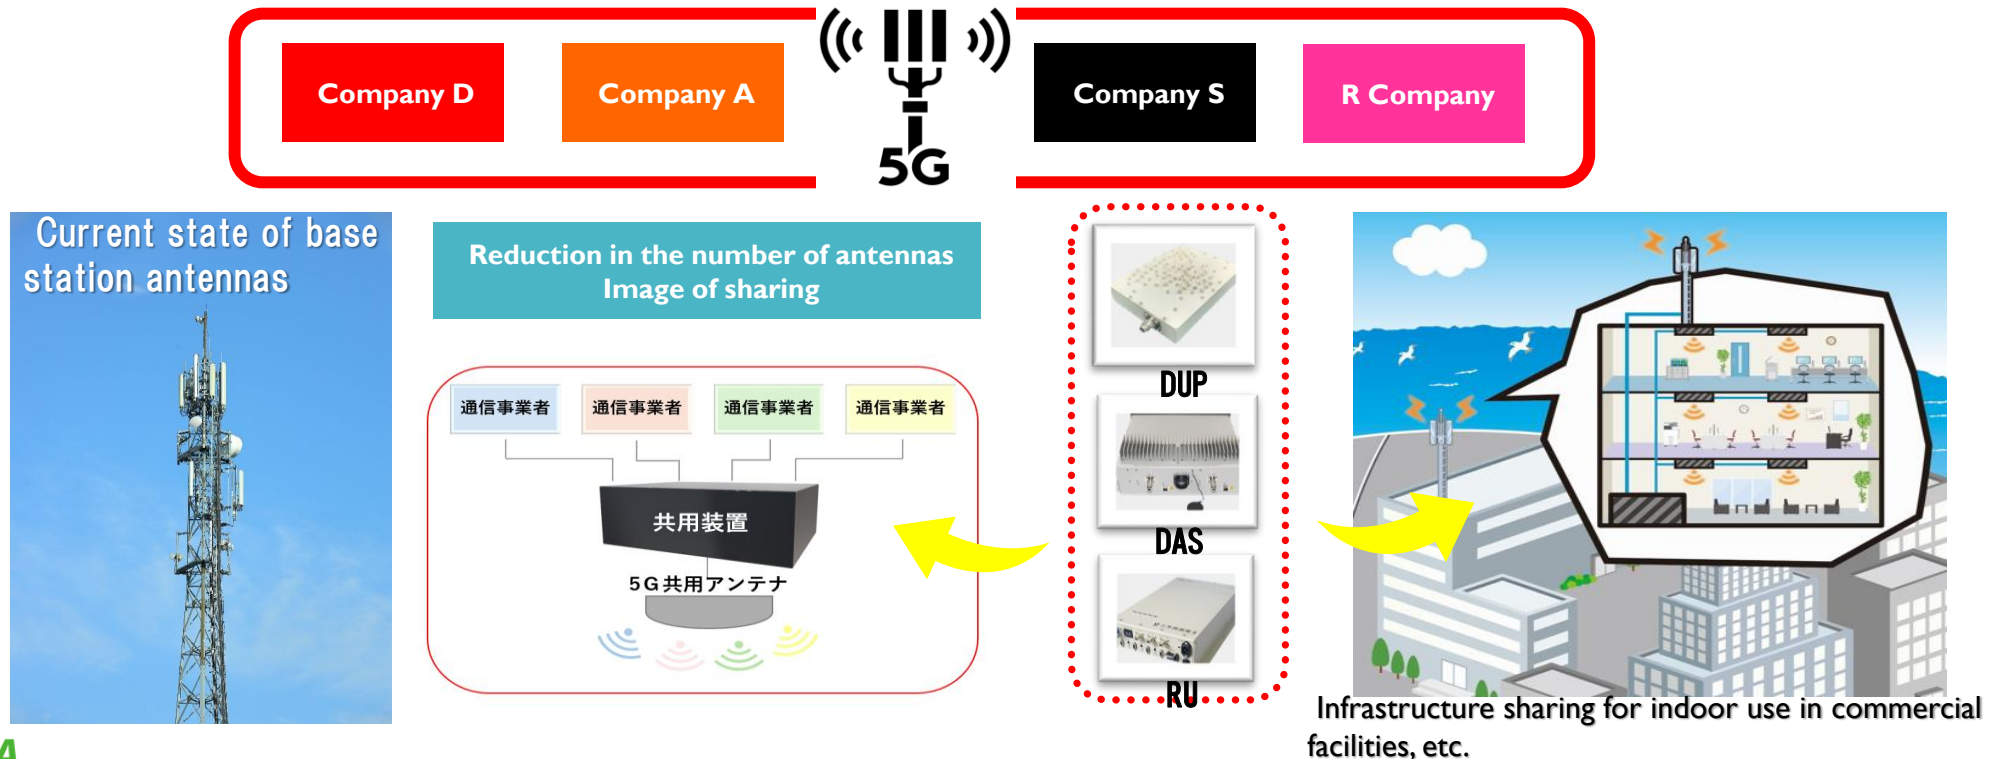 Company D
Company A
5G
Company S
R Company
Current state of base
station antennas
Reduction in the number of antennas
Image of sharing
通信事業者
通信事業者
通信事業者
通信事業者
共用装置
5G共用アンテナ
DUP
DAS
RU
Infrastructure sharing for indoor use in commercial
facilities, etc.